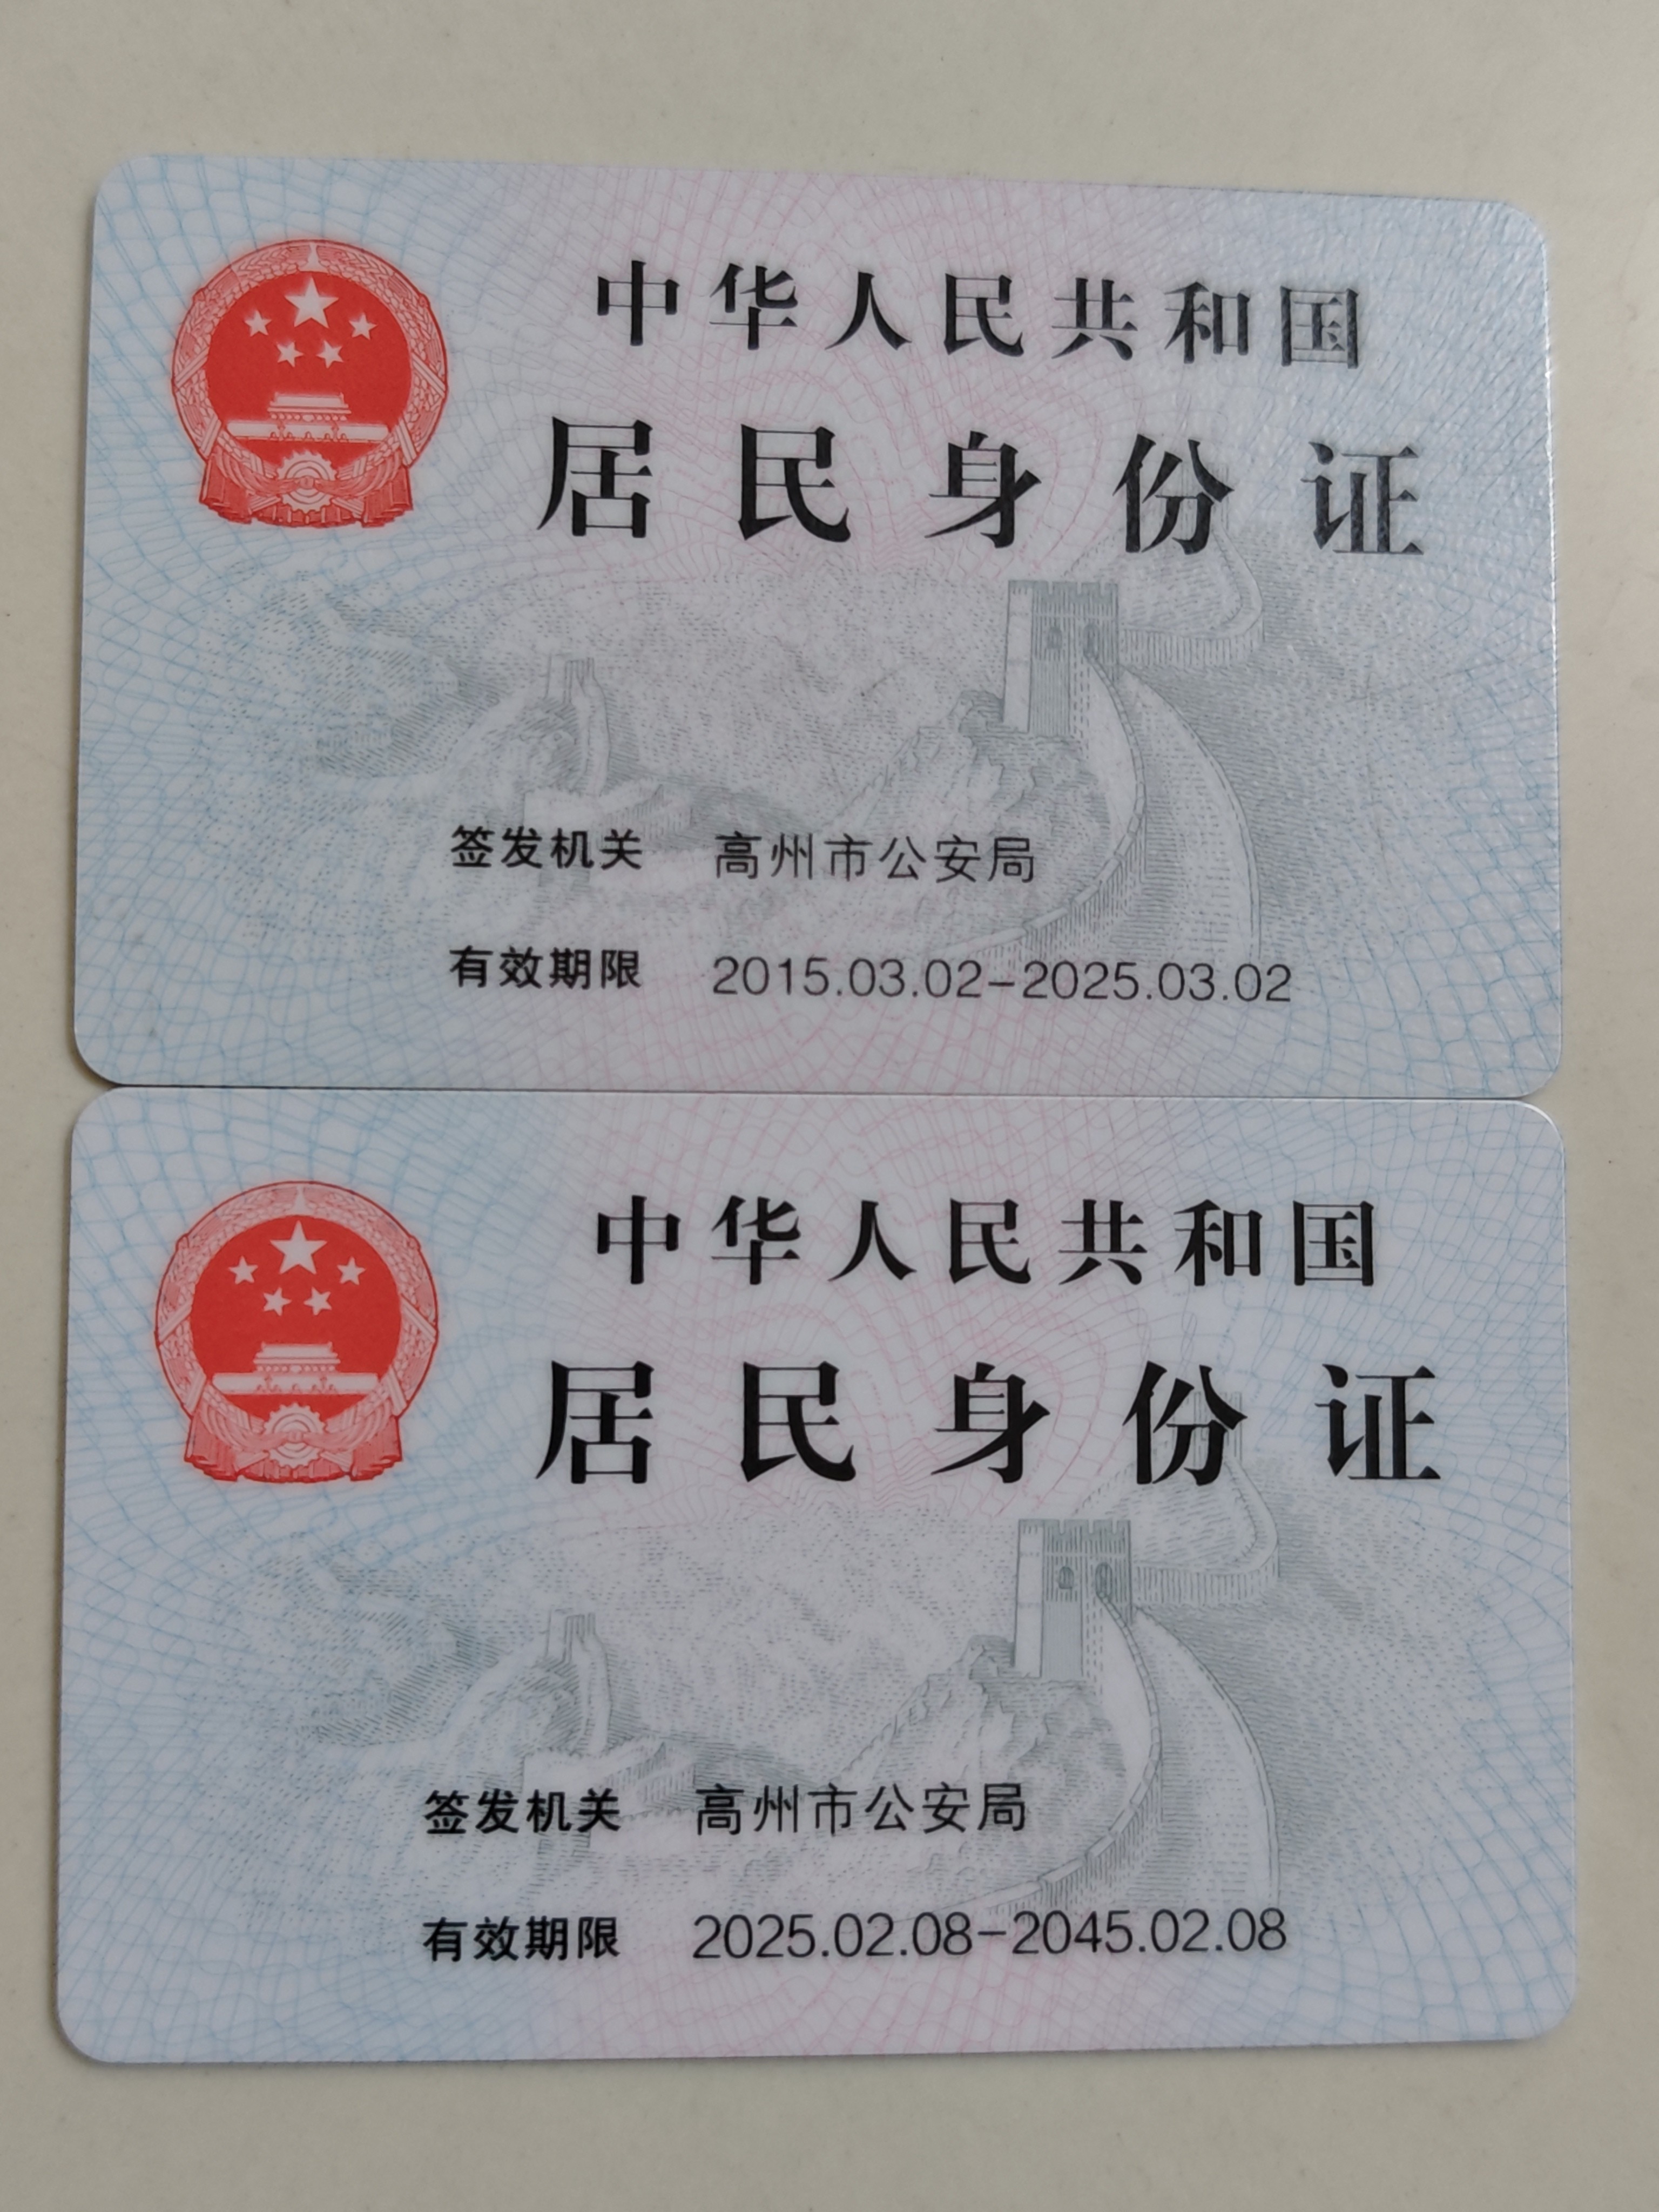 中华人民共和国
居民身份证
签发机关 高州市公安局
有效期限 2015.03.02-2025.03.02
中华人民共和国
居民身份证
签发机关 高州市公安局
有效期限 2025.02.08-2045.02.08